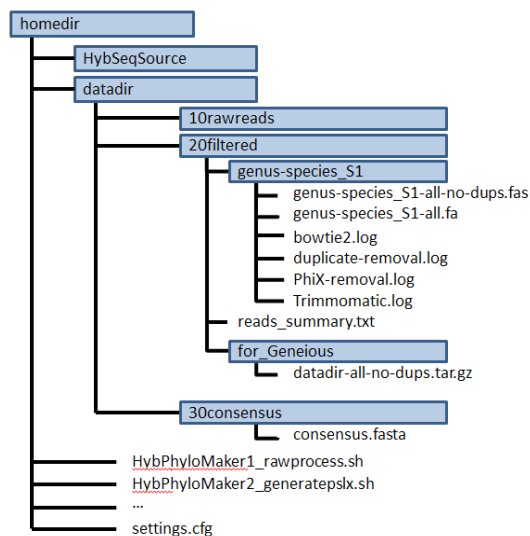 homedir
HybSeqSource
datadir
10rawreads
20filtered
genus-species_S1
genus-species_S1-all-no-dups.fas
genus-species_S1-all.fa
bowtie2.log
duplicate-removal.log
PhiX-removal.log
Trimmomatic.log
reads_summary.txt
for_Geneious
datadir-all-no-dups.tar.gz
30consensus
consensus.fasta
HybPhyloMaker1_rawprocess.sh
HybPhyloMaker2_generatepslx.sh
...
settings.cfg